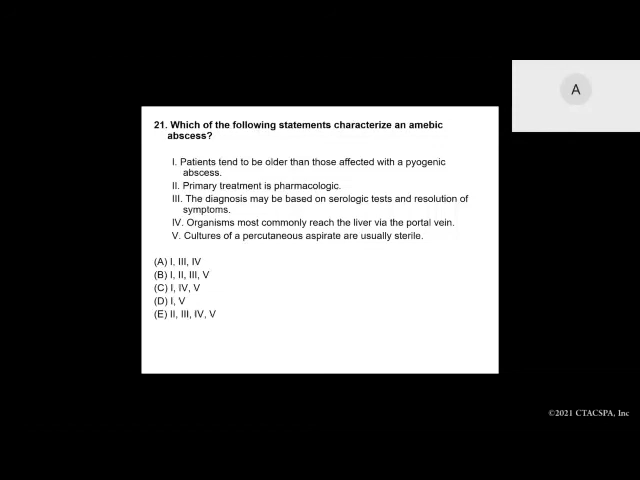 A
21. Which of the following statements characterize an amebic
abscess?
I. Patients tend to be older than those affected with a pyogenic
abscess.
II. Primary treatment is pharmacologic.
III. The diagnosis may be based on serologic tests and resolution of
symptoms.
IV. Organisms most commonly reach the liver via the portal vein.
V. Cultures of a percutaneous aspirate are usually sterile.
(A) I, III, IV
(B) I, II, III, V
(C) I, IV, V
(D) I, V
(E) II, III, IV, V
©2021 CTACSPA, Inc